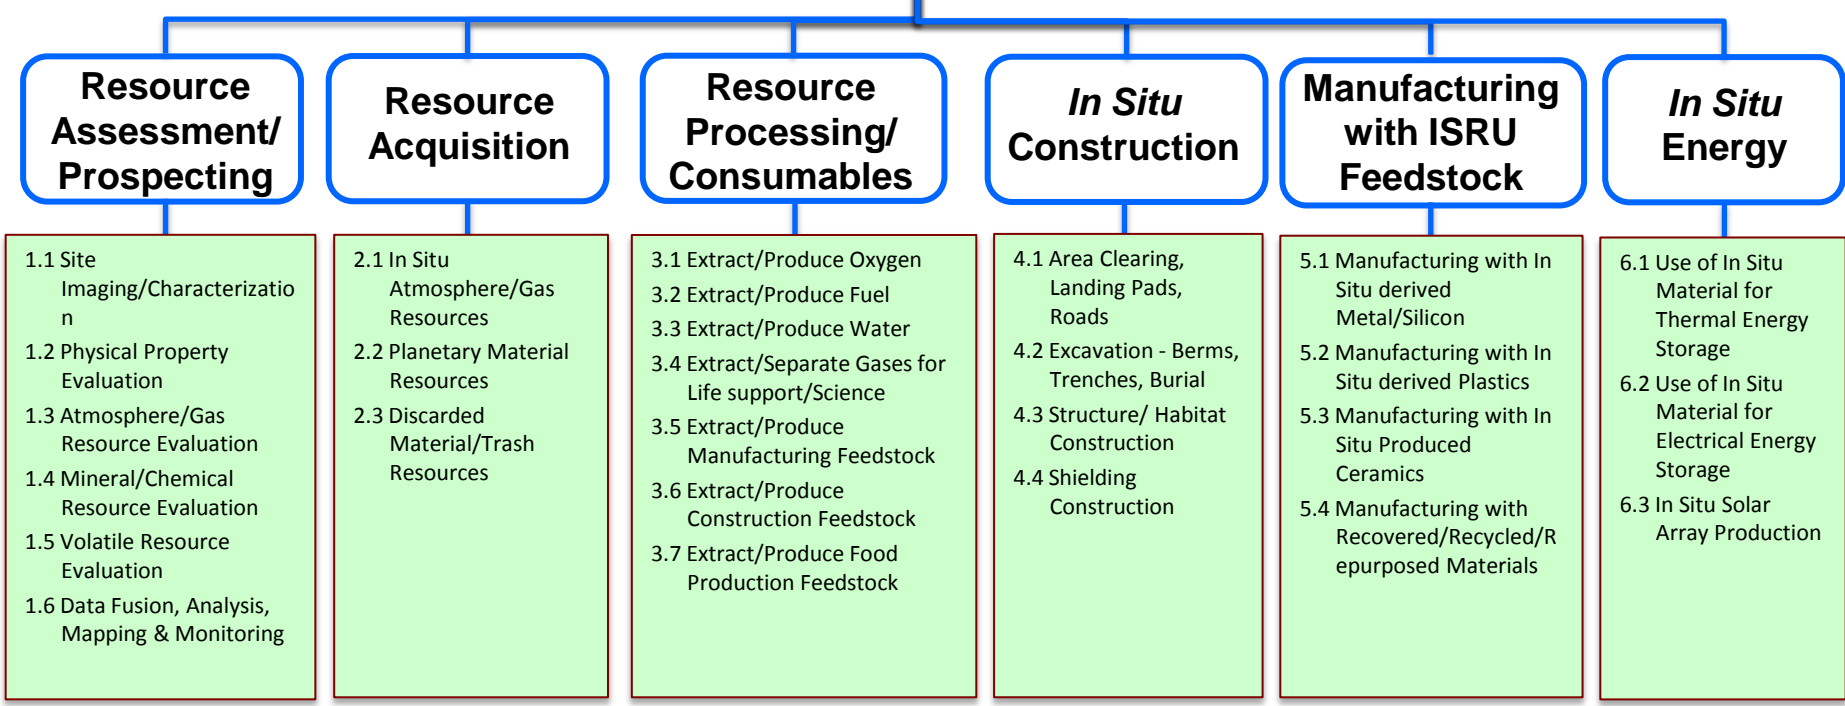 Resource
Assessment/
Prospecting
Resource
Acquisition
Resource
Processing/
Consumables
In Situ
Construction
Manufacturing
with ISRU
Feedstock
In Situ
Energy
1.1 Site
Imaging/Characterizatio
n
1.2 Physical Property
Evaluation
1.3 Atmosphere/Gas
Resource Evaluation
1.4 Mineral/Chemical
Resource Evaluation
1.5 Volatile Resource
Evaluation
1.6 Data Fusion, Analysis,
Mapping & Monitoring
2.1 In Situ
Atmosphere/Gas
Resources
2.2 Planetary Material
Resources
2.3 Discarded
Material/Trash
Resources
3.1 Extract/Produce Oxygen
3.2 Extract/Produce Fuel
3.3 Extract/Produce Water
3.4 Extract/Separate Gases for
Life support/Science
3.5 Extract/Produce
Manufacturing Feedstock
3.6 Extract/Produce
Construction Feedstock
3.7 Extract/Produce Food
Production Feedstock
4.1 Area Clearing,
Landing Pads,
Roads
4.2 Excavation - Berms,
Trenches, Burial
4.3 Structure/ Habitat
Construction
4.4 Shielding
Construction
5.1 Manufacturing with In
Situ derived
Metal/Silicon
5.2 Manufacturing with In
Situ derived Plastics
5.3 Manufacturing with In
Situ Produced
Ceramics
5.4 Manufacturing with
Recovered/Recycled/R
epurposed Materials
6.1 Use of In Situ
Material for
Thermal Energy
Storage
6.2 Use of In Situ
Material for
Electrical Energy
Storage
6.3 In Situ Solar
Array Production